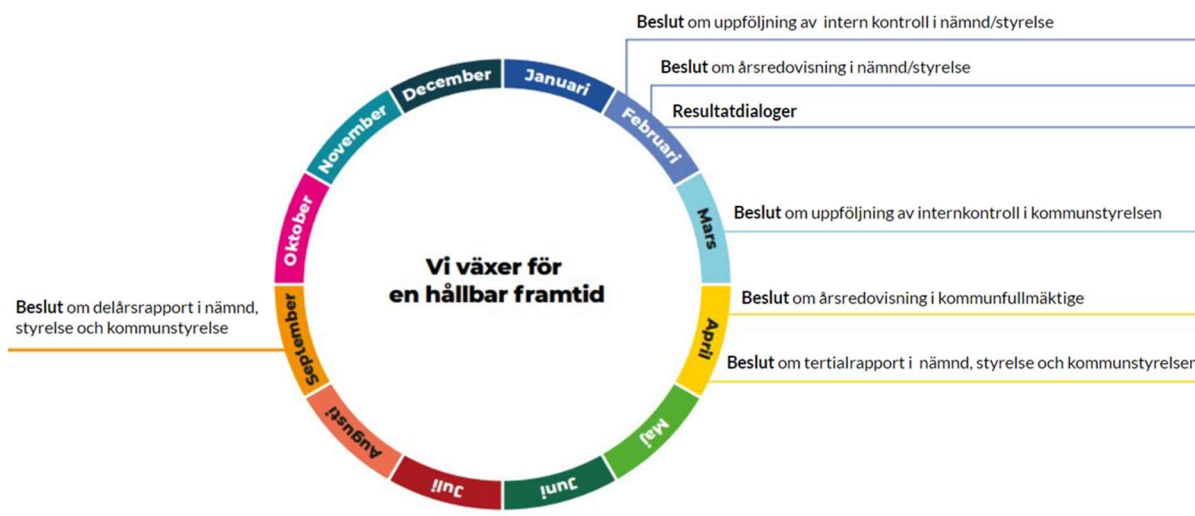 Beslut om uppföljning av intern kontroll i nämnd/styrelse
Beslut om årsredovisning i nämnd/styrelse
Resultatdialoger
Beslut om uppföljning av internkontroll i kommunstyrelsen
Beslut om årsredovisning i kommunfullmäktige
Beslut om tertialrapport i nämnd, styrelse och kommunstyrelsen
Beslut om delårsrapport i nämnd,
styrelse och kommunstyrelse
Januari
Februari
Mars
April
Maj
Juni
Juli
Augusti
September
Oktober
November
December
Vi växer för
en hållbar framtid